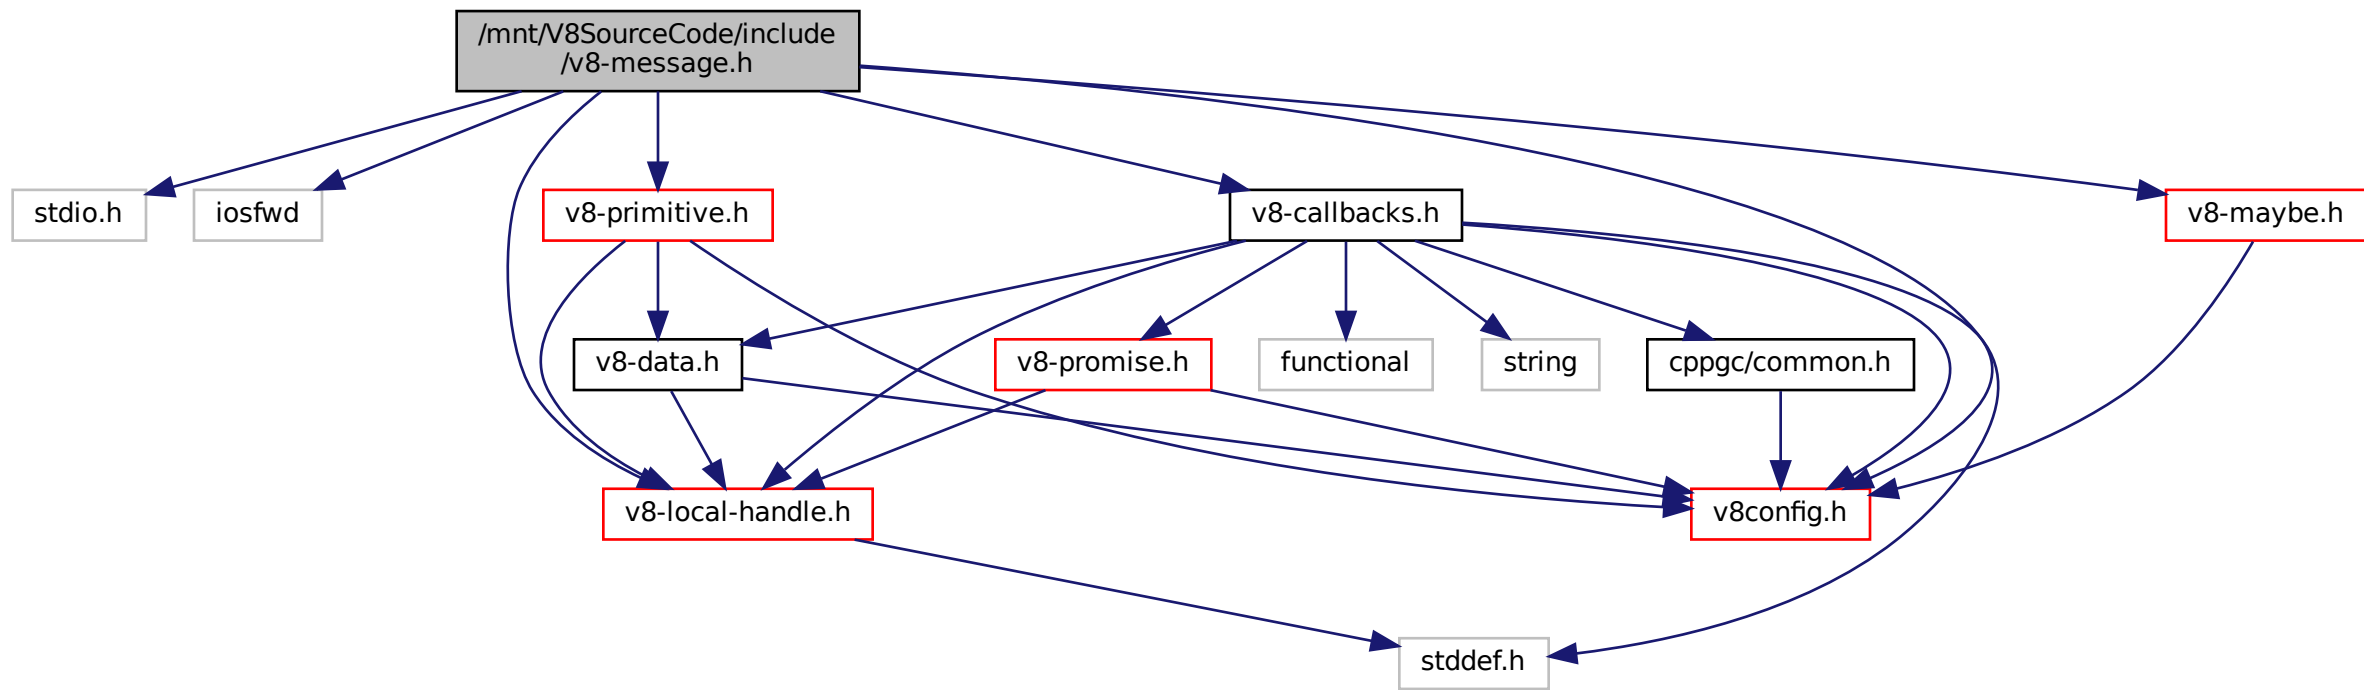 /mnt/V8SourceCode/include
/v8-message.h
stdio.h
iosfwd
v8-primitive.h
v8-callbacks.h
v8-maybe.h
v8-data.h
v8-promise.h
functional
string
cppgc/common.h
v8-local-handle.h
v8config.h
stddef.h